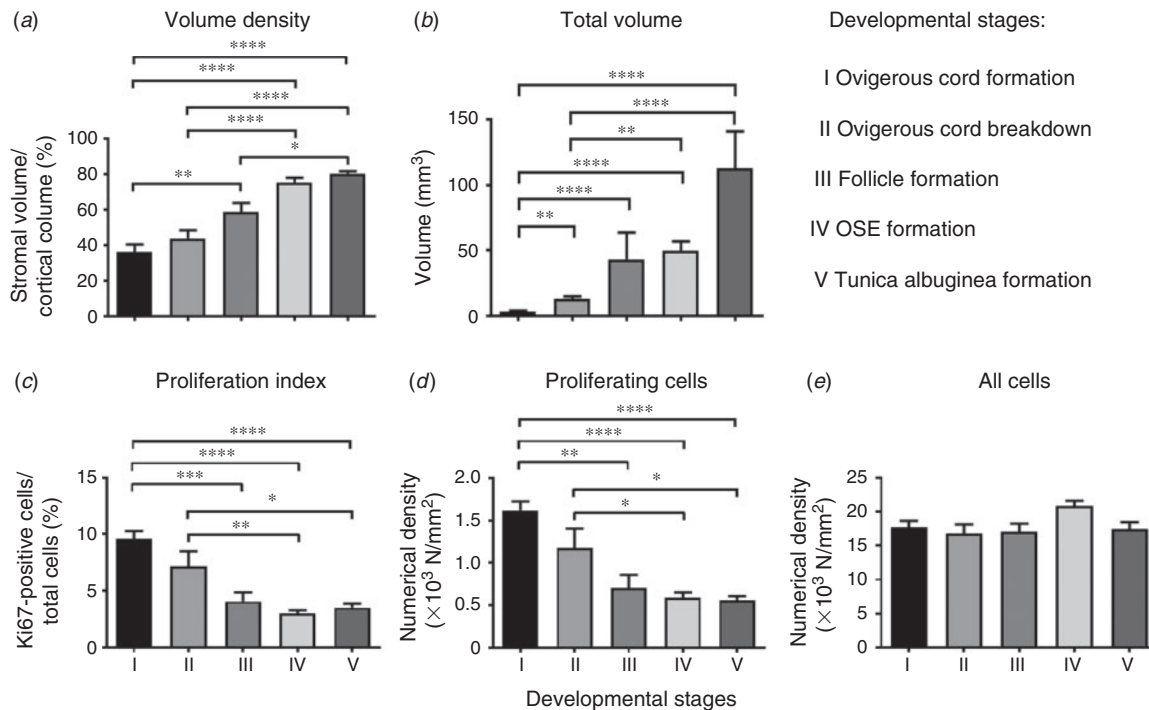 (a) Volume density
****
****
****
****
*
**
Stromal volume/
cortical column (%)
100
80
60
40
20
0
(b) Total volume
****
****
**
****
****
**
Volume (mm³)
150
100
50
0
Developmental stages:
I Ovigerous cord formation
II Ovigerous cord breakdown
III Follicle formation
IV OSE formation
V Tunica albuginea formation
(c) Proliferation index
****
****
***
*
**
Ki67-positive cells/
total cells (%)
15
10
5
0
I II III IV V
(d) Proliferating cells
****
****
**
*
*
Numerical density
(×10³ N/mm²)
2.0
1.5
1.0
0.5
0
I II III IV V
(e) All cells
Numerical density
(×10³ N/mm²)
25
20
15
10
5
0
I II III IV V
Developmental stages